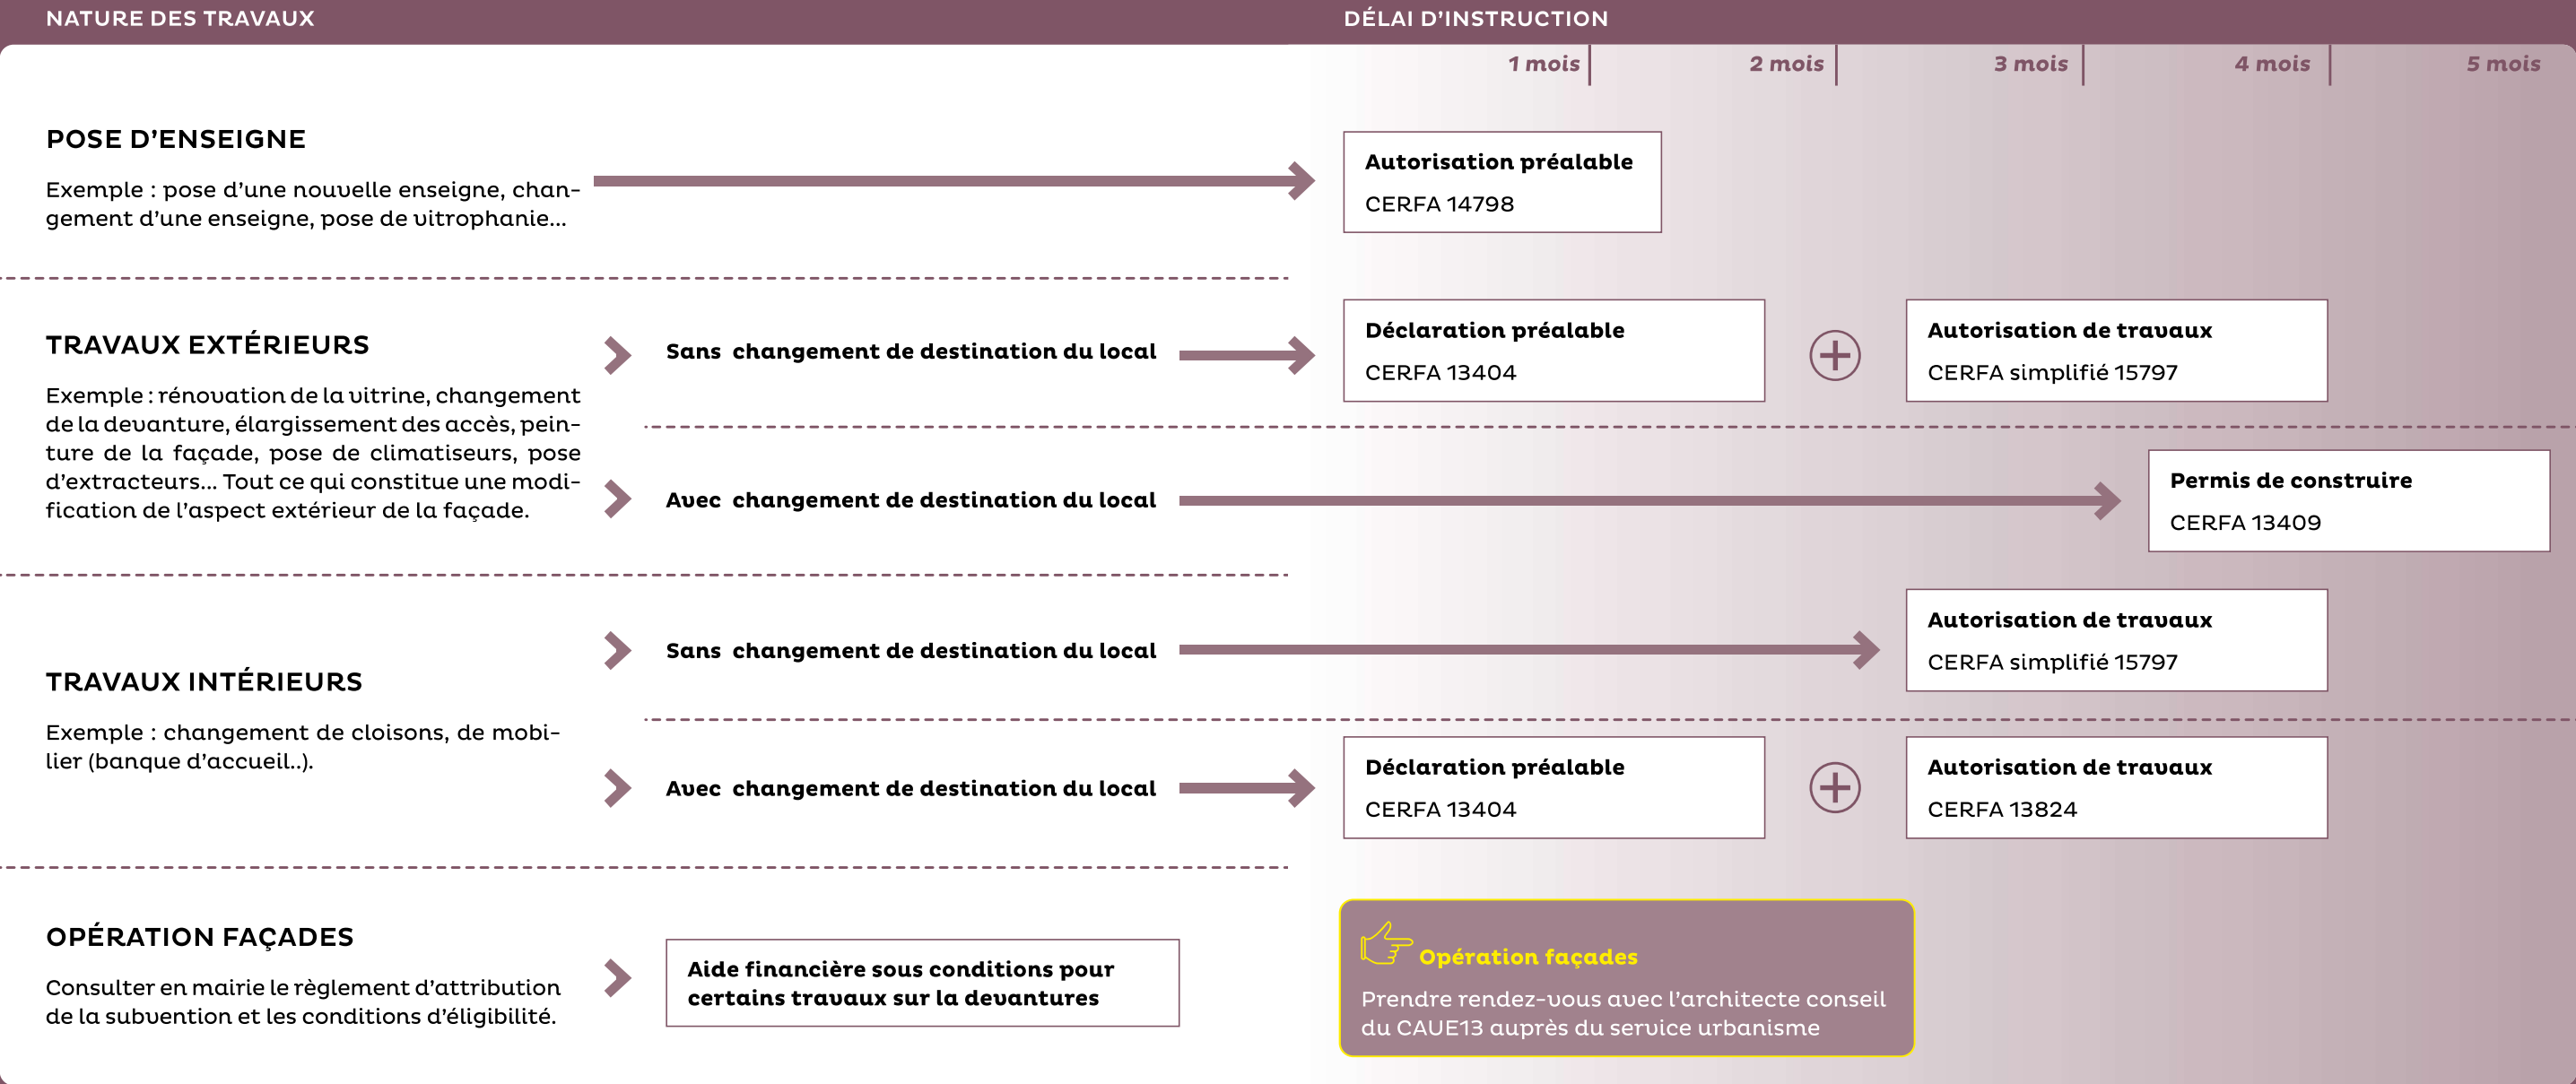 NATURE DES TRAVAUX
DÉLAI D'INSTRUCTION
1 mois
2 mois
3 mois
4 mois
5 mois
POSE D'ENSEIGNE
Exemple : pose d'une nouvelle enseigne, chan-
gement d'une enseigne, pose de vitrophanie...
Autorisation préalable
CERFA 14798
TRAVAUX EXTÉRIEURS
Exemple : rénovation de la vitrine, changement
de la devanture, élargissement des accès, pein-
ture de la façade, pose de climatiseurs, pose
d'extracteurs... Tout ce qui constitue une modi-
fication de l'aspect extérieur de la façade.
Sans changement de destination du local
Déclaration préalable
CERFA 13404
Autorisation de travaux
CERFA simplifié 15797
Avec changement de destination du local
Permis de construire
CERFA 13409
TRAVAUX INTÉRIEURS
Exemple : changement de cloisons, de mobi-
lier (banque d'accueil..).
Sans changement de destination du local
Autorisation de travaux
CERFA simplifié 15797
Avec changement de destination du local
Déclaration préalable
CERFA 13404
Autorisation de travaux
CERFA 13824
OPÉRATION FAÇADES
Consulter en mairie le règlement d'attribution
de la subvention et les conditions d'éligibilité.
Aide financière sous conditions pour
certains travaux sur la devantures
Opération façades
Prendre rendez-vous avec l'architecte conseil
du CAUE13 auprès du service urbanisme